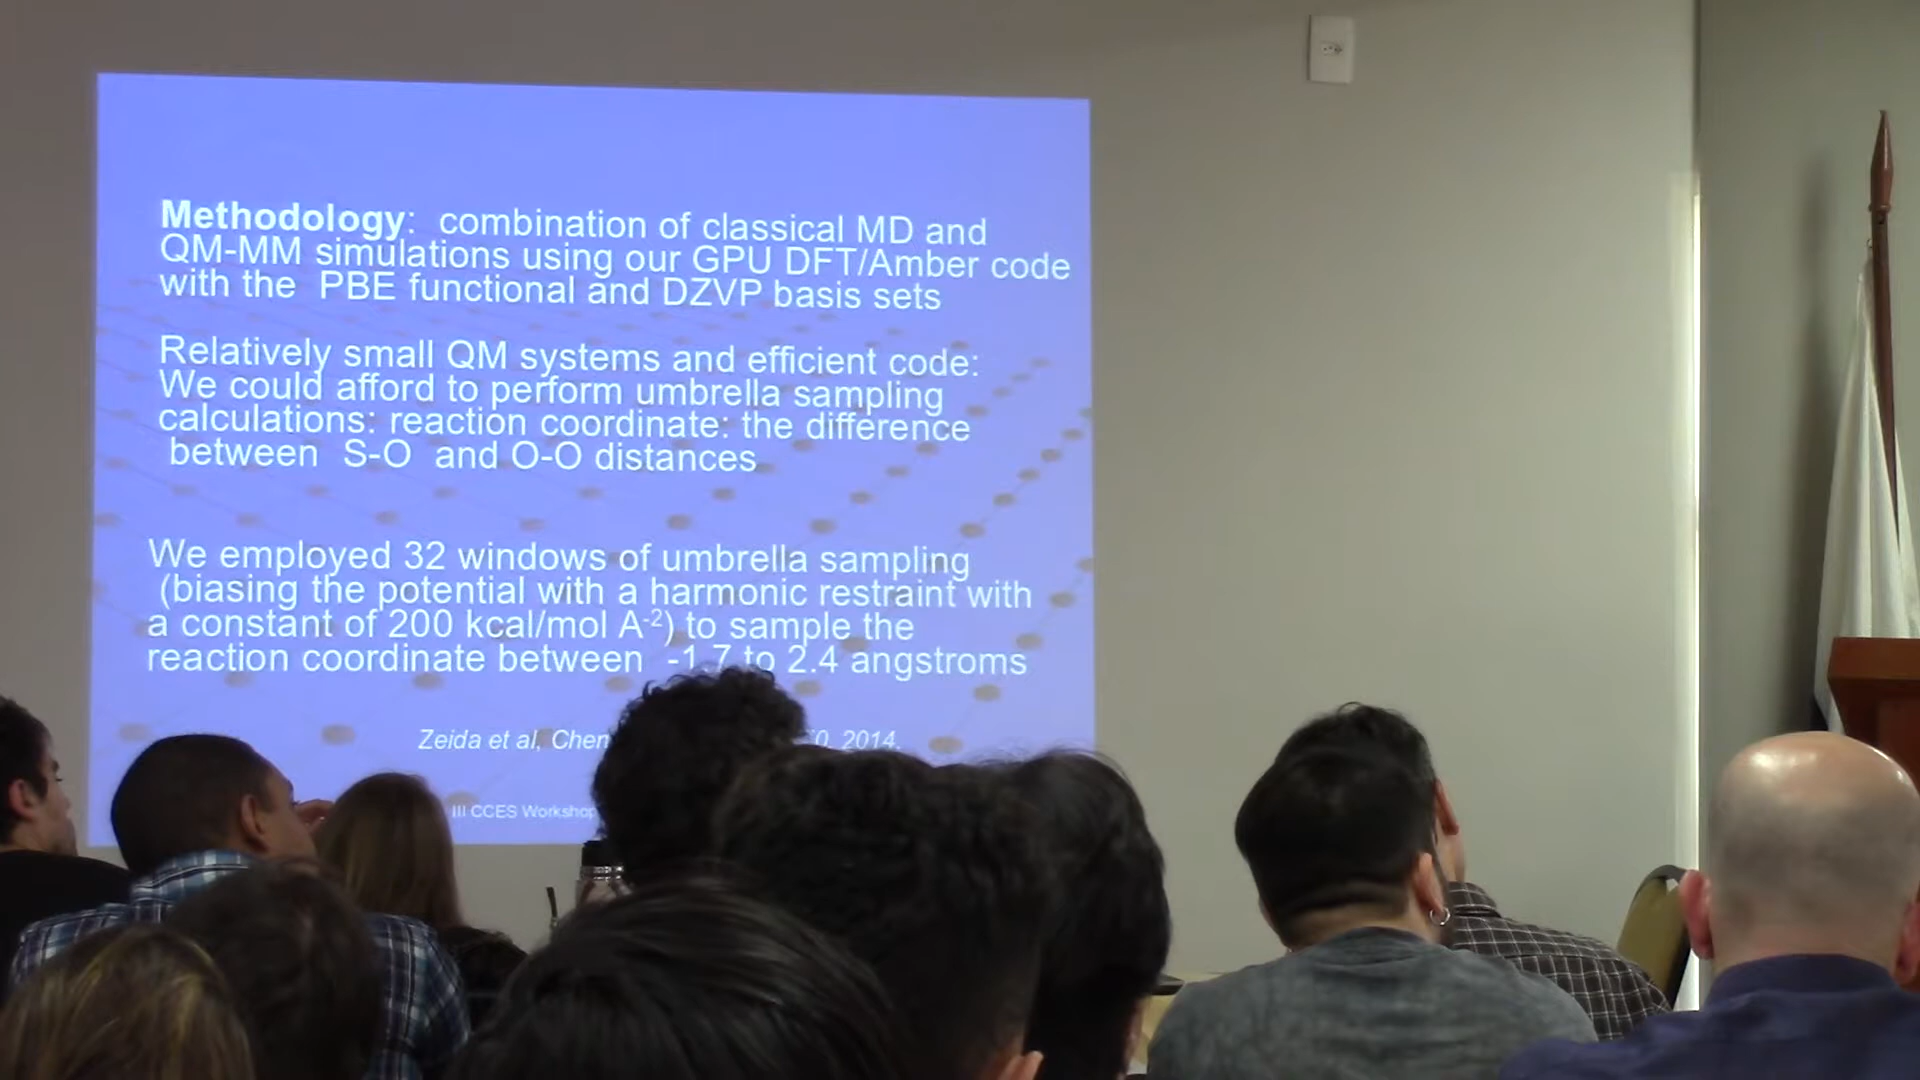 Methodology: combination of classical MD and
QM-MM simulations using our GPU DFT/Amber code
with the PBE functional and DZVP basis sets
Relatively small QM systems and efficient code:
We could afford to perform umbrella sampling
calculations: reaction coordinate: the difference
between S-O and O-O distances
We employed 32 windows of umbrella sampling
(biasing the potential with a harmonic restraint with
a constant of 200 kcal/mol A-2) to sample the
reaction coordinate between -1.7 to 2.4 angstroms
Zeida et al, 2014.
III CCES Workshop